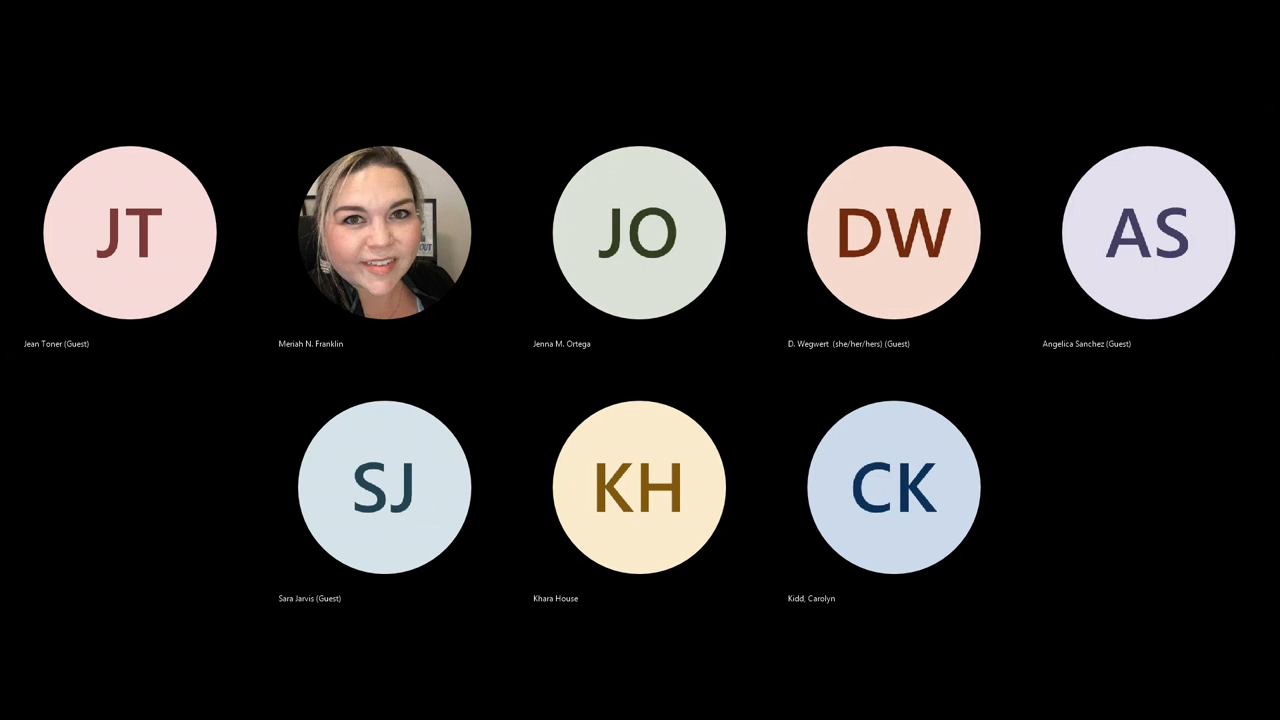 JT
OUT
JO
DW
AS
Jean Toner (Guest)
Meriah N. Franklin
Jenna M. Ortega
D. Wegwert (she/her/hers) (Guest)
Angelica Sanchez (Guest)
SJ
KH
CK
Sara Jarvis (Guest)
Khara House
Kidd, Carolyn